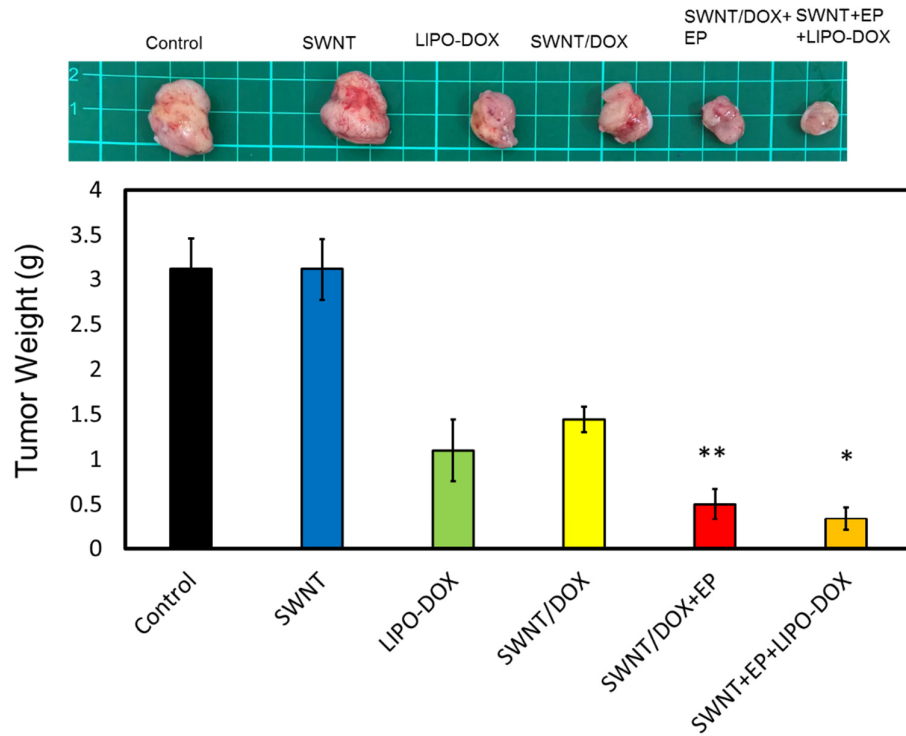 Control
SWNT
LIPO-DOX
SWNT/DOX
SWNT/DOX+
EP
SWNT+EP
+LIPO-DOX
2
1
Tumor Weight (g)
4
3.5
3
2.5
2
1.5
1
0.5
0
**
*
Control
SWNT
LIPO-DOX
SWNT/DOX
SWNT/DOX+EP
SWNT+EP+LIPO-DOX